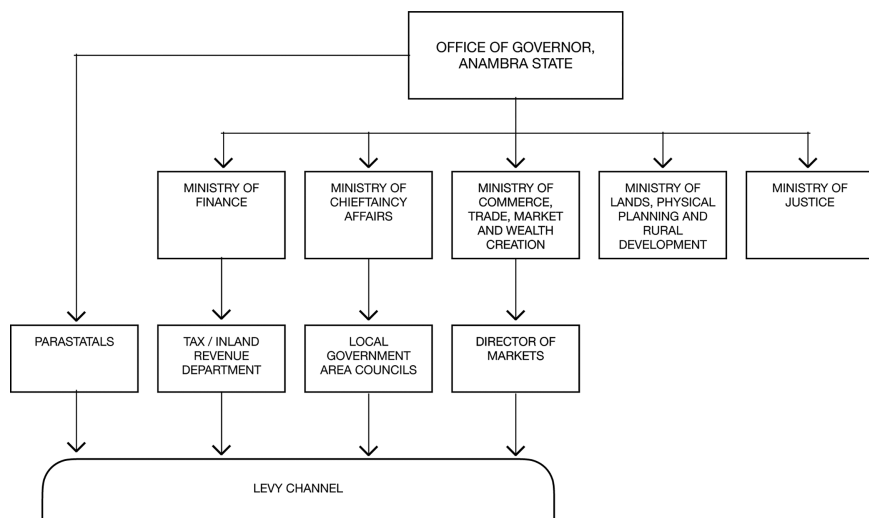 OFFICE OF GOVERNOR,
ANAMBRA STATE
MINISTRY OF
FINANCE
MINISTRY OF
CHIEFTAINCY
AFFAIRS
MINISTRY OF
COMMERCE,
TRADE, MARKET
AND WEALTH
CREATION
MINISTRY OF
LANDS, PHYSICAL
PLANNING AND
RURAL
DEVELOPMENT
MINISTRY OF
JUSTICE
PARASTATALS
TAX / INLAND
REVENUE
DEPARTMENT
LOCAL
GOVERNMENT
AREA COUNCILS
DIRECTOR OF
MARKETS
LEVY CHANNEL